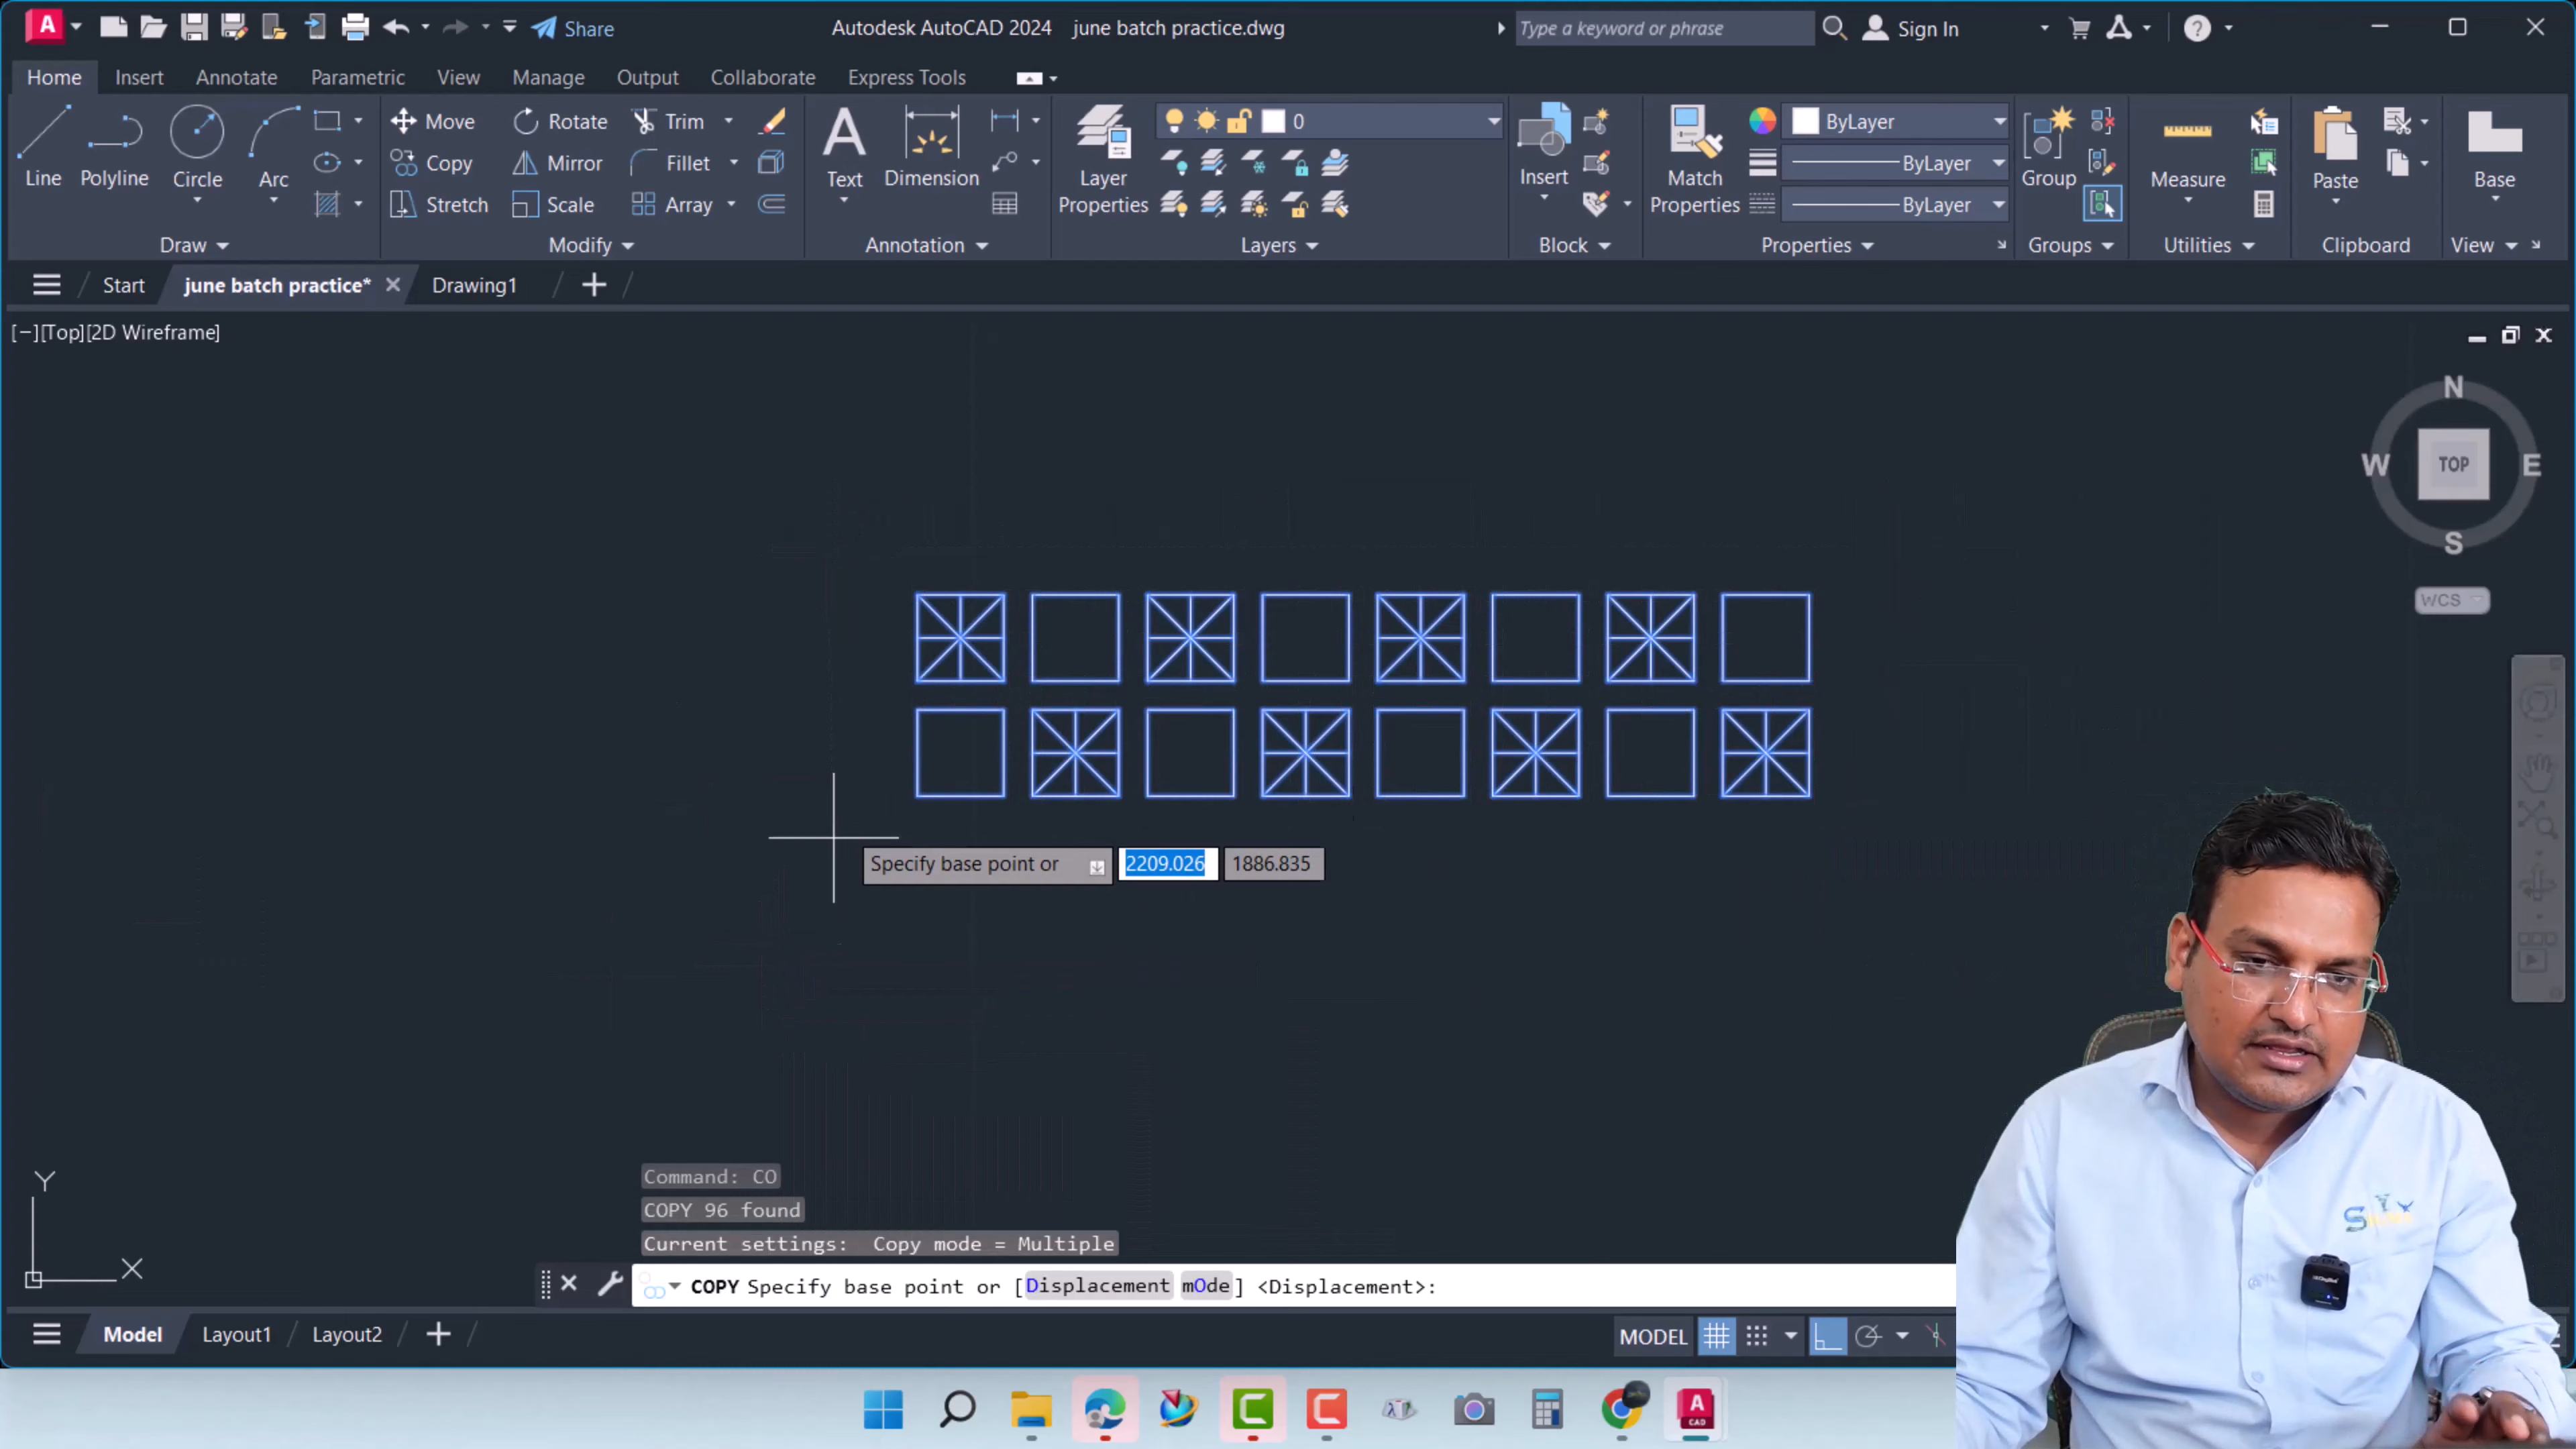 Share
Autodesk AutoCAD 2024 june batch practice.dwg
Type a keyword or phrase
Sign In
Home Insert Annotate Parametric View Manage Output Collaborate Express Tools
Line Polyline Circle Arc
Move Rotate Trim
Copy Mirror Fillet
Stretch Scale Array
Text Dimension
Layer Properties
0
Insert
Match Properties
ByLayer
ByLayer
ByLayer
Group
Measure
Paste
Base
Draw Modify Annotation Layers Block Properties Groups Utilities Clipboard View
Start june batch practice* Drawing1
[−][Top][2D Wireframe]
N
W TOP E
S
WCS
Specify base point or 2209.026 1886.835
Command: CO
COPY 96 found
Current settings: Copy mode = Multiple
COPY Specify base point or [Displacement mOde] <Displacement>:
Y
X
Model Layout1 Layout2
MODEL
A
CAD